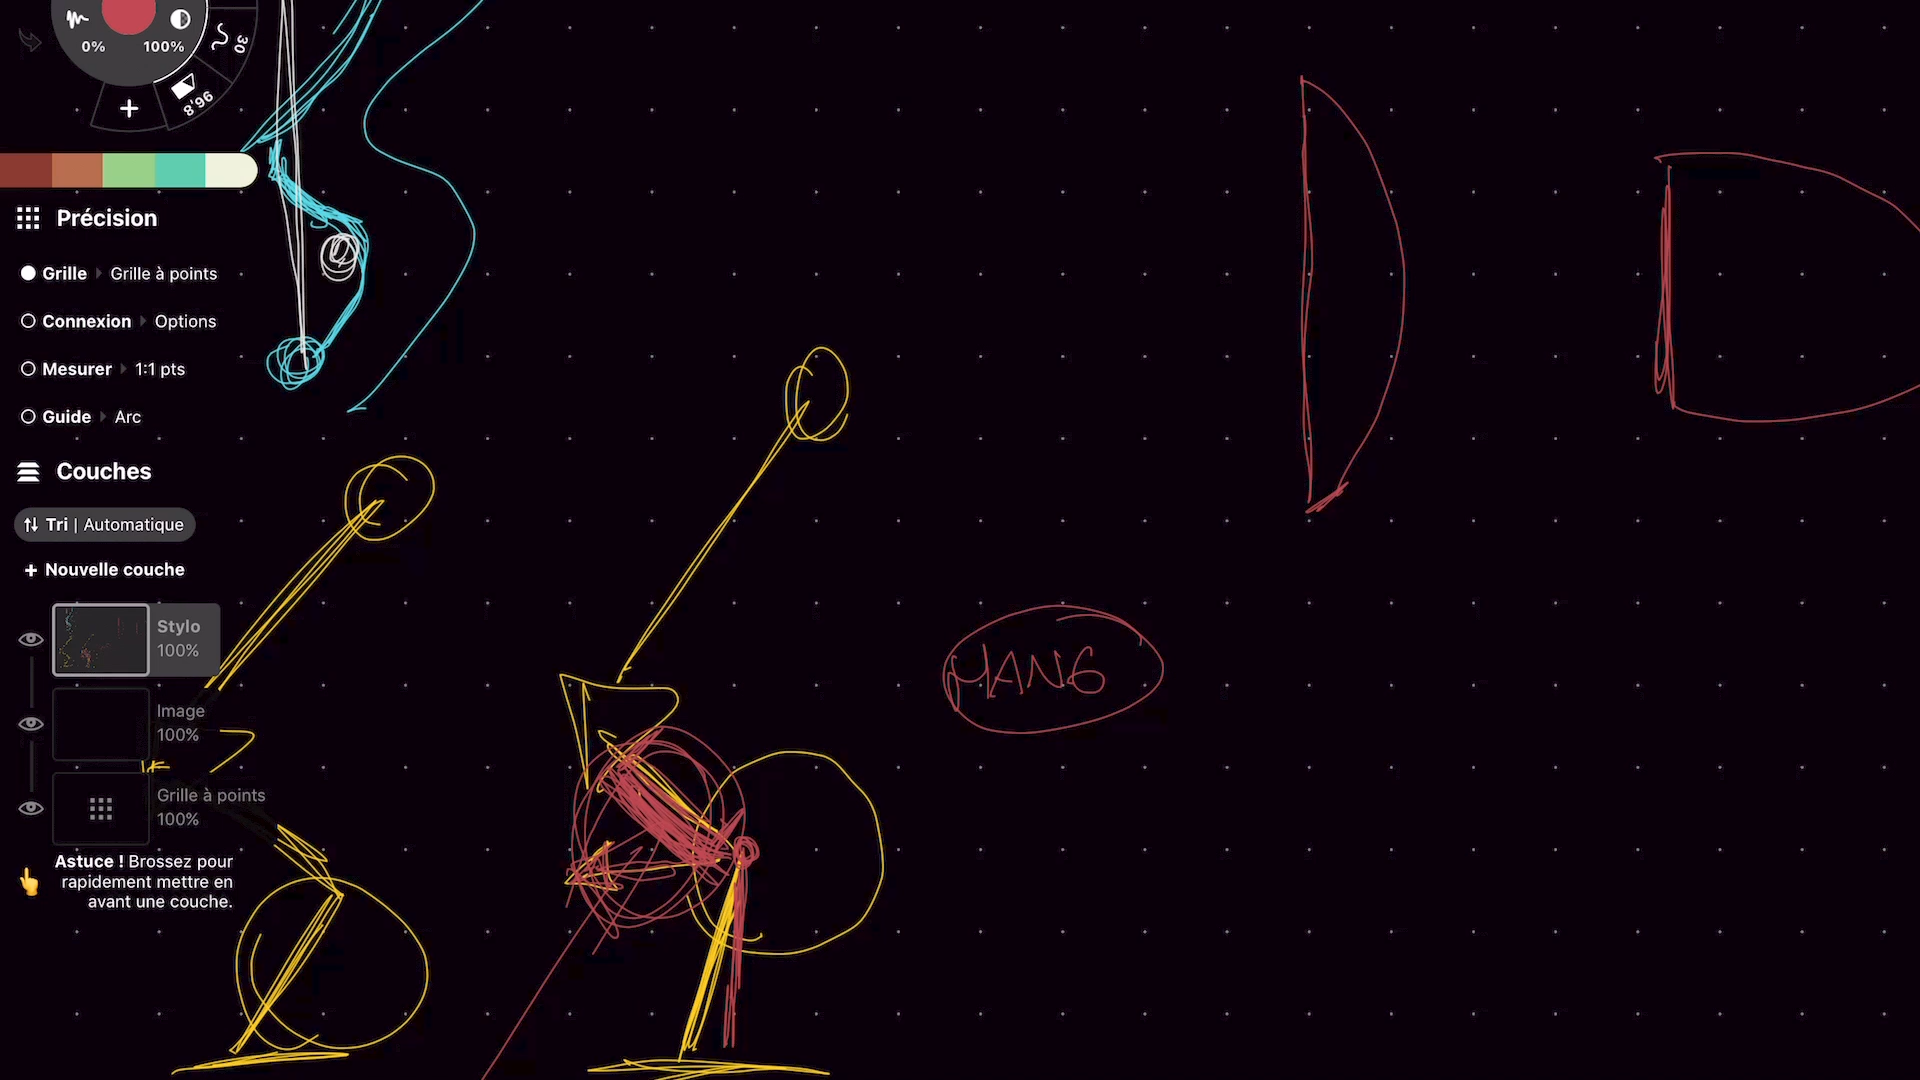 0%
100%
30
8,96
Précision
Grille Grille à points
Connexion Options
Mesurer 1:1 pts
Guide Arc
Couches
Tri | Automatique
+ Nouvelle couche
Stylo
100%
Image
100%
Grille à points
100%
Astuce ! Brossez pour
rapidement mettre en
avant une couche.
HANG